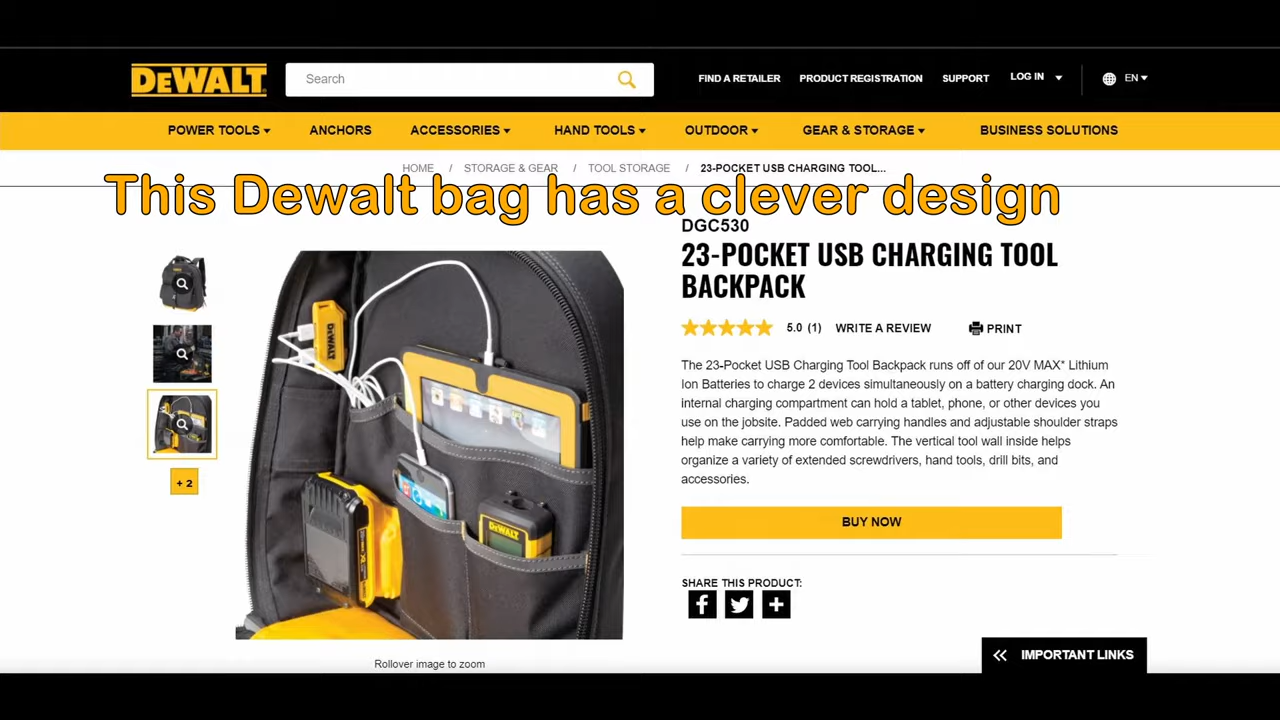 DEWALT
Search
FIND A RETAILER PRODUCT REGISTRATION SUPPORT LOG IN EN
POWER TOOLS ANCHORS ACCESSORIES HAND TOOLS OUTDOOR GEAR & STORAGE BUSINESS SOLUTIONS
HOME / STORAGE & GEAR / TOOL STORAGE / 23-POCKET USB CHARGING TOOL...
This Dewalt bag has a clever design
DGC530
23-POCKET USB CHARGING TOOL
BACKPACK
5.0 (1) WRITE A REVIEW PRINT
The 23-Pocket USB Charging Tool Backpack runs off of our 20V MAX* Lithium
Ion Batteries to charge 2 devices simultaneously on a battery charging dock. An
internal charging compartment can hold a tablet, phone, or other devices you
use on the jobsite. Padded web carrying handles and adjustable shoulder straps
help make carrying more comfortable. The vertical tool wall inside helps
organize a variety of extended screwdrivers, hand tools, drill bits, and
accessories.
BUY NOW
SHARE THIS PRODUCT:
IMPORTANT LINKS
+ 2
DEWALT
DEWALT
Rollover image to zoom